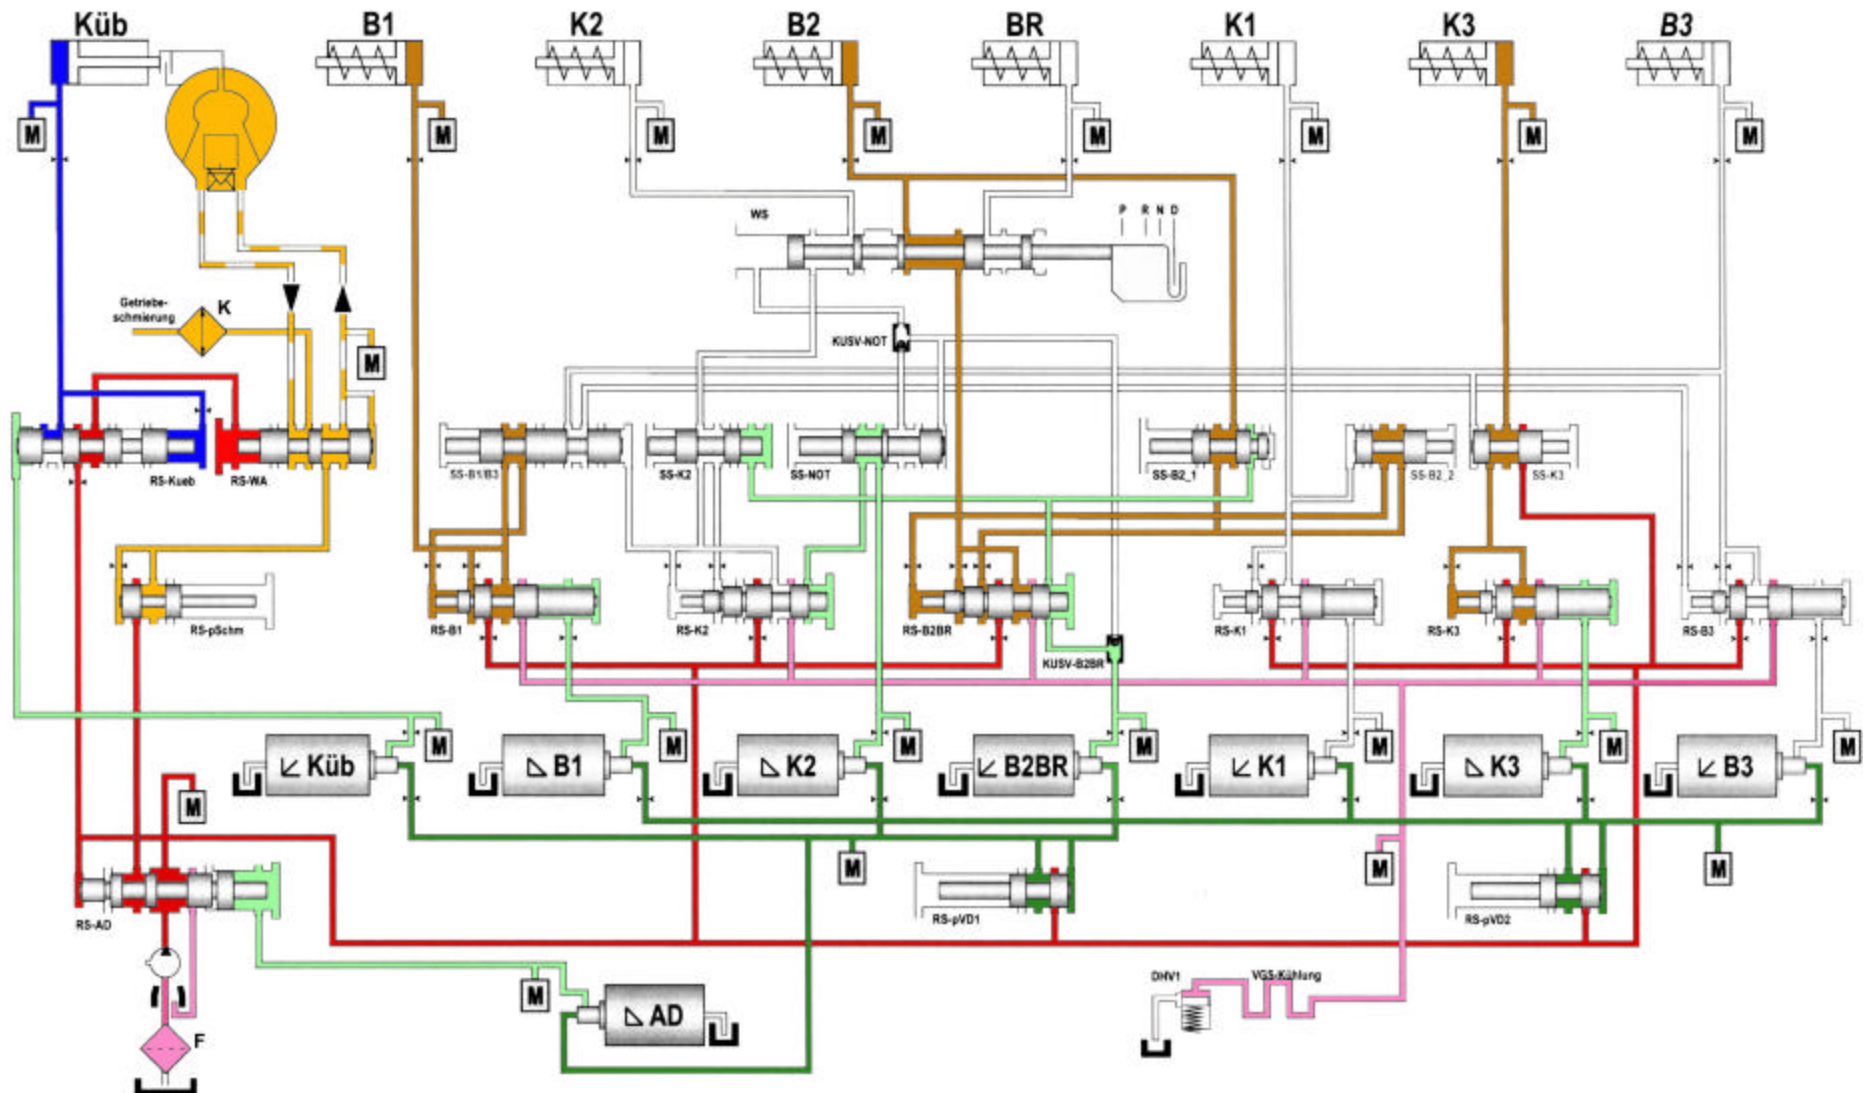 Küb B1 K2 B2 BR K1 K3 B3
M M M M M M M M
WS P R N D
Getriebe-
schmierung K
KUSV-NOT
M
RS-Kueb RS-WA SS-B1/B3 SS-K2 SS-NOT SS-B2_1 SS-B2_2 SS-K3
RS-pSchm RS-B1 RS-K2 RS-B2BR RS-K1 RS-K3 RS-B3
KUSV-B2BR
M M M M M M M
Küb B1 K2 B2BR K1 K3 B3
M
M M M
RS-AD RS-pVD1 RS-pVD2
DHV1 VGS-Kühlung
M
AD
F